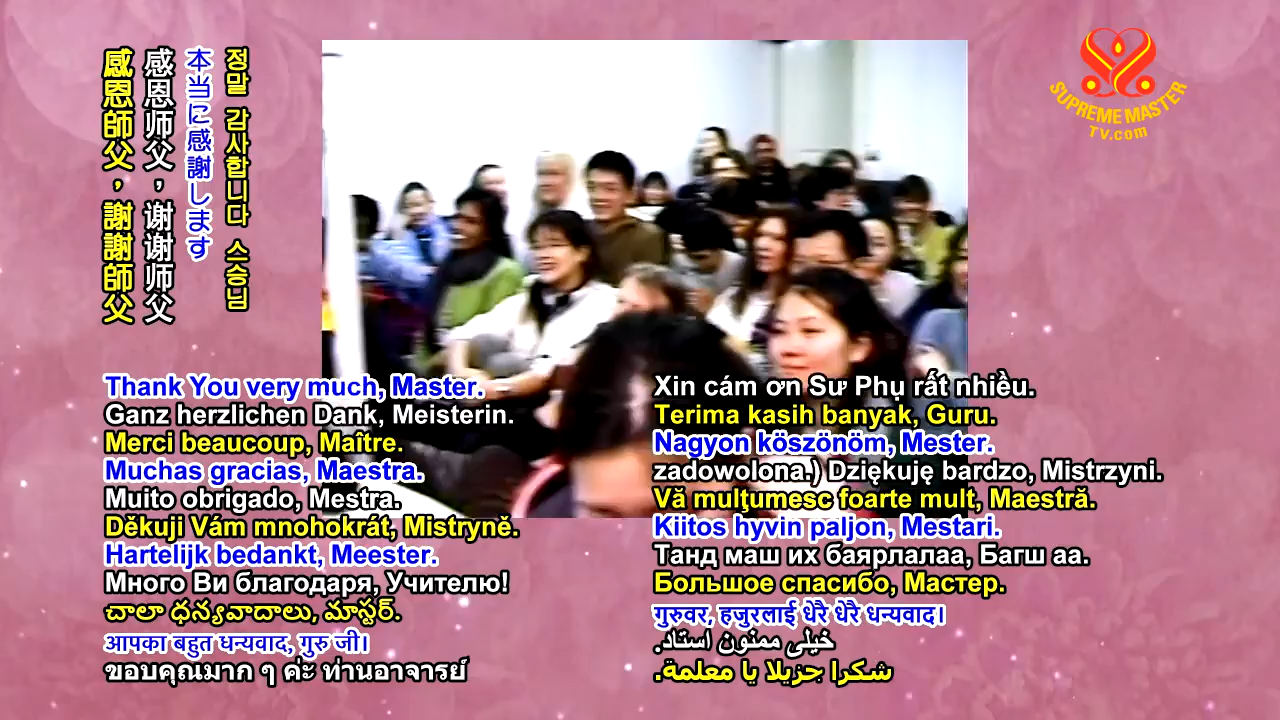 感恩師父，謝謝師父
感恩师父，谢谢师父
本当に感謝します
정말 감사합니다 스승님
SUPREME MASTER
TV.com
Thank You very much, Master.
Ganz herzlichen Dank, Meisterin.
Merci beaucoup, Maître.
Muchas gracias, Maestra.
Muito obrigado, Mestra.
Děkuji Vám mnohokrát, Mistryně.
Hartelijk bedankt, Meester.
Много Ви благодаря, Учителю!
చాలా ధన్యవాదాలు, మాస్టర్.
आपका बहुत धन्यवाद, गुरु जी।
ขอบคุณมาก ๆ ค่ะ ท่านอาจารย์
Xin cám ơn Sư Phụ rất nhiều.
Terima kasih banyak, Guru.
Nagyon köszönöm, Mester.
zadowolona.) Dziękuję bardzo, Mistrzyni.
Vă mulţumesc foarte mult, Maestră.
Kiitos hyvin paljon, Mestari.
Танд маш их баярлалаа, Багш аа.
Большое спасибо, Мастер.
गुरुवर, हजुरलाई धेरै धेरै धन्यवाद।
خیلی ممنون استاد.
شكرا جزيلا يا معلمة.